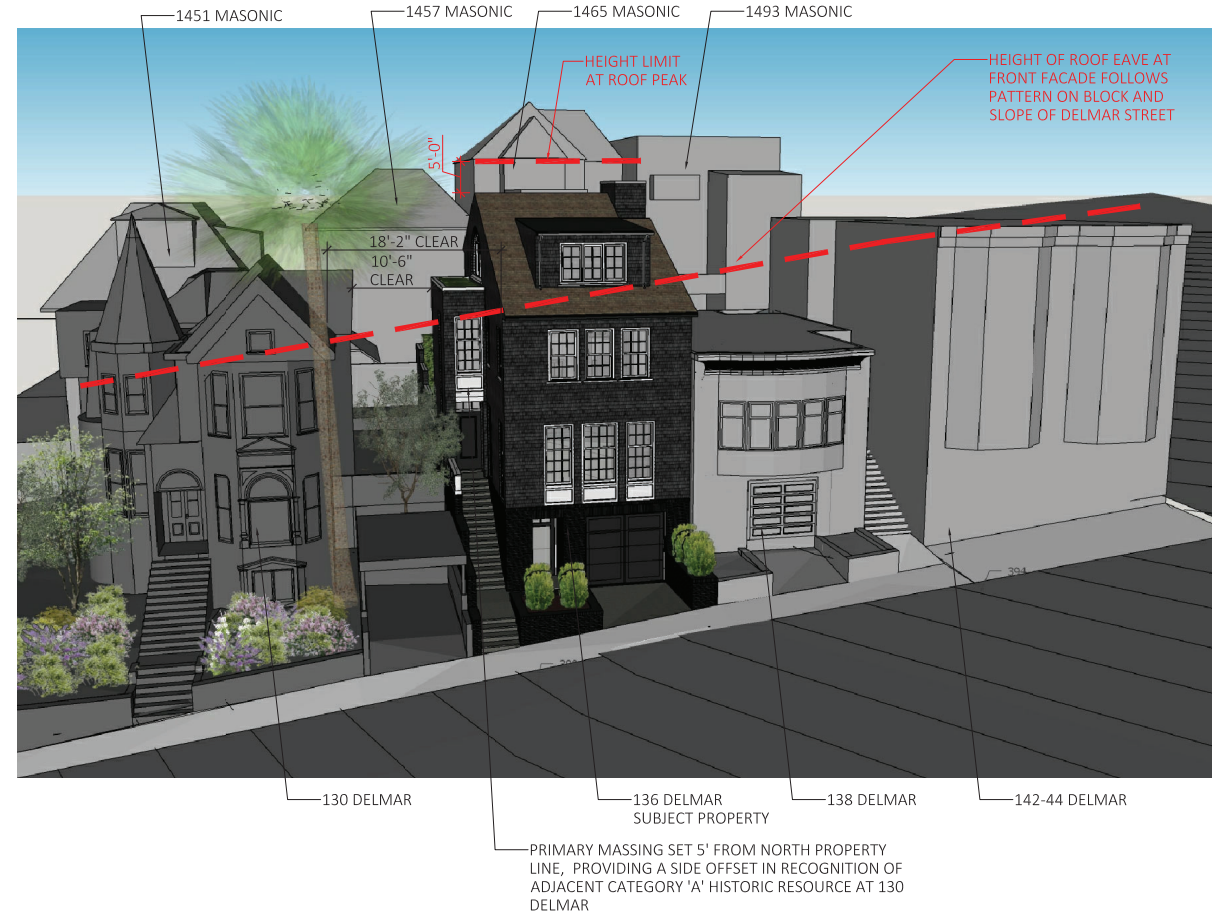 1451 MASONIC
1457 MASONIC
1465 MASONIC
1493 MASONIC
HEIGHT LIMIT
AT ROOF PEAK
HEIGHT OF ROOF EAVE AT
FRONT FACADE FOLLOWS
PATTERN ON BLOCK AND
SLOPE OF DELMAR STREET
5'-0"
18'-2" CLEAR
10'-6"
CLEAR
394
130 DELMAR
136 DELMAR
SUBJECT PROPERTY
138 DELMAR
142-44 DELMAR
PRIMARY MASSING SET 5' FROM NORTH PROPERTY
LINE, PROVIDING A SIDE OFFSET IN RECOGNITION OF
ADJACENT CATEGORY 'A' HISTORIC RESOURCE AT 130
DELMAR